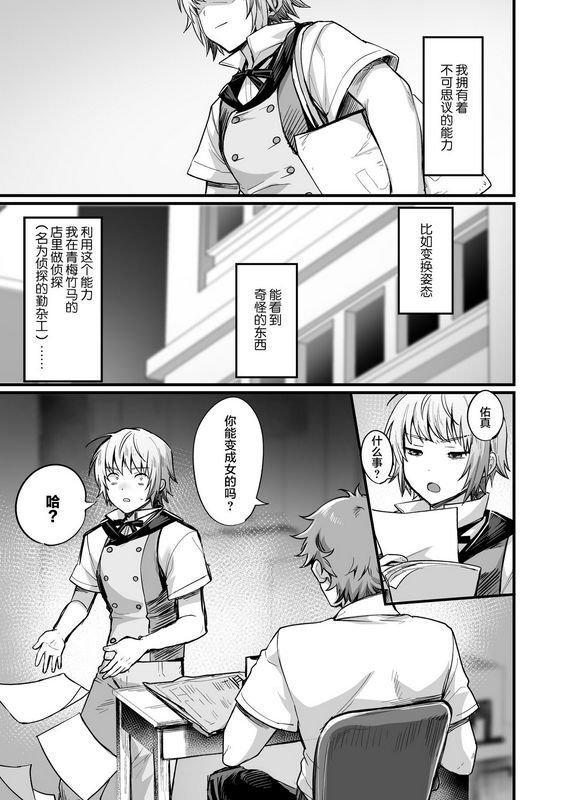 我拥有着
不可思议的能力
比如变换姿态
能看到
奇怪的东西
利用这个能力
我在青梅竹马的
店里做侦探
（名为侦探的勤杂工）……
佑真
什么事？
你能变成女的吗？
哈？